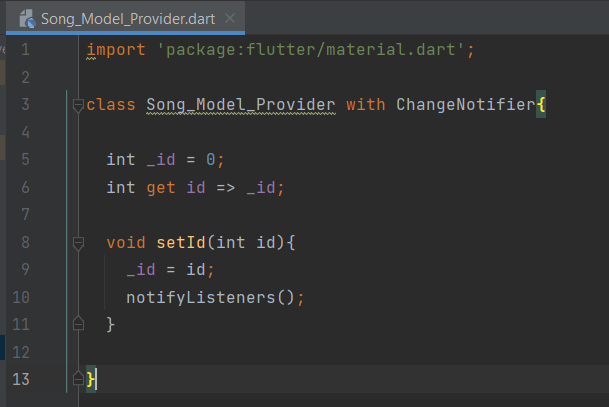 Song_Model_Provider.dart
1 import 'package:flutter/material.dart';
2
3 class Song_Model_Provider with ChangeNotifier{
4
5 int _id = 0;
6 int get id => _id;
7
8 void setId(int id){
9 _id = id;
10 notifyListeners();
11 }
12
13 }